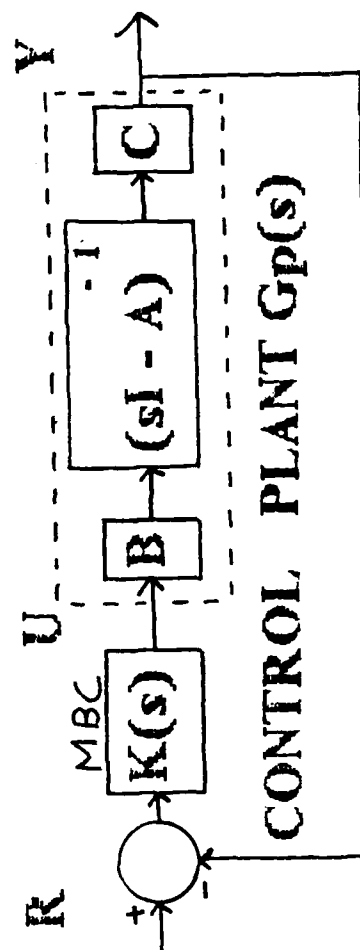 R
+
-
MBC
K(s)
U
B
(sI - A)
- 1
C
Y
CONTROL PLANT Gp(s)